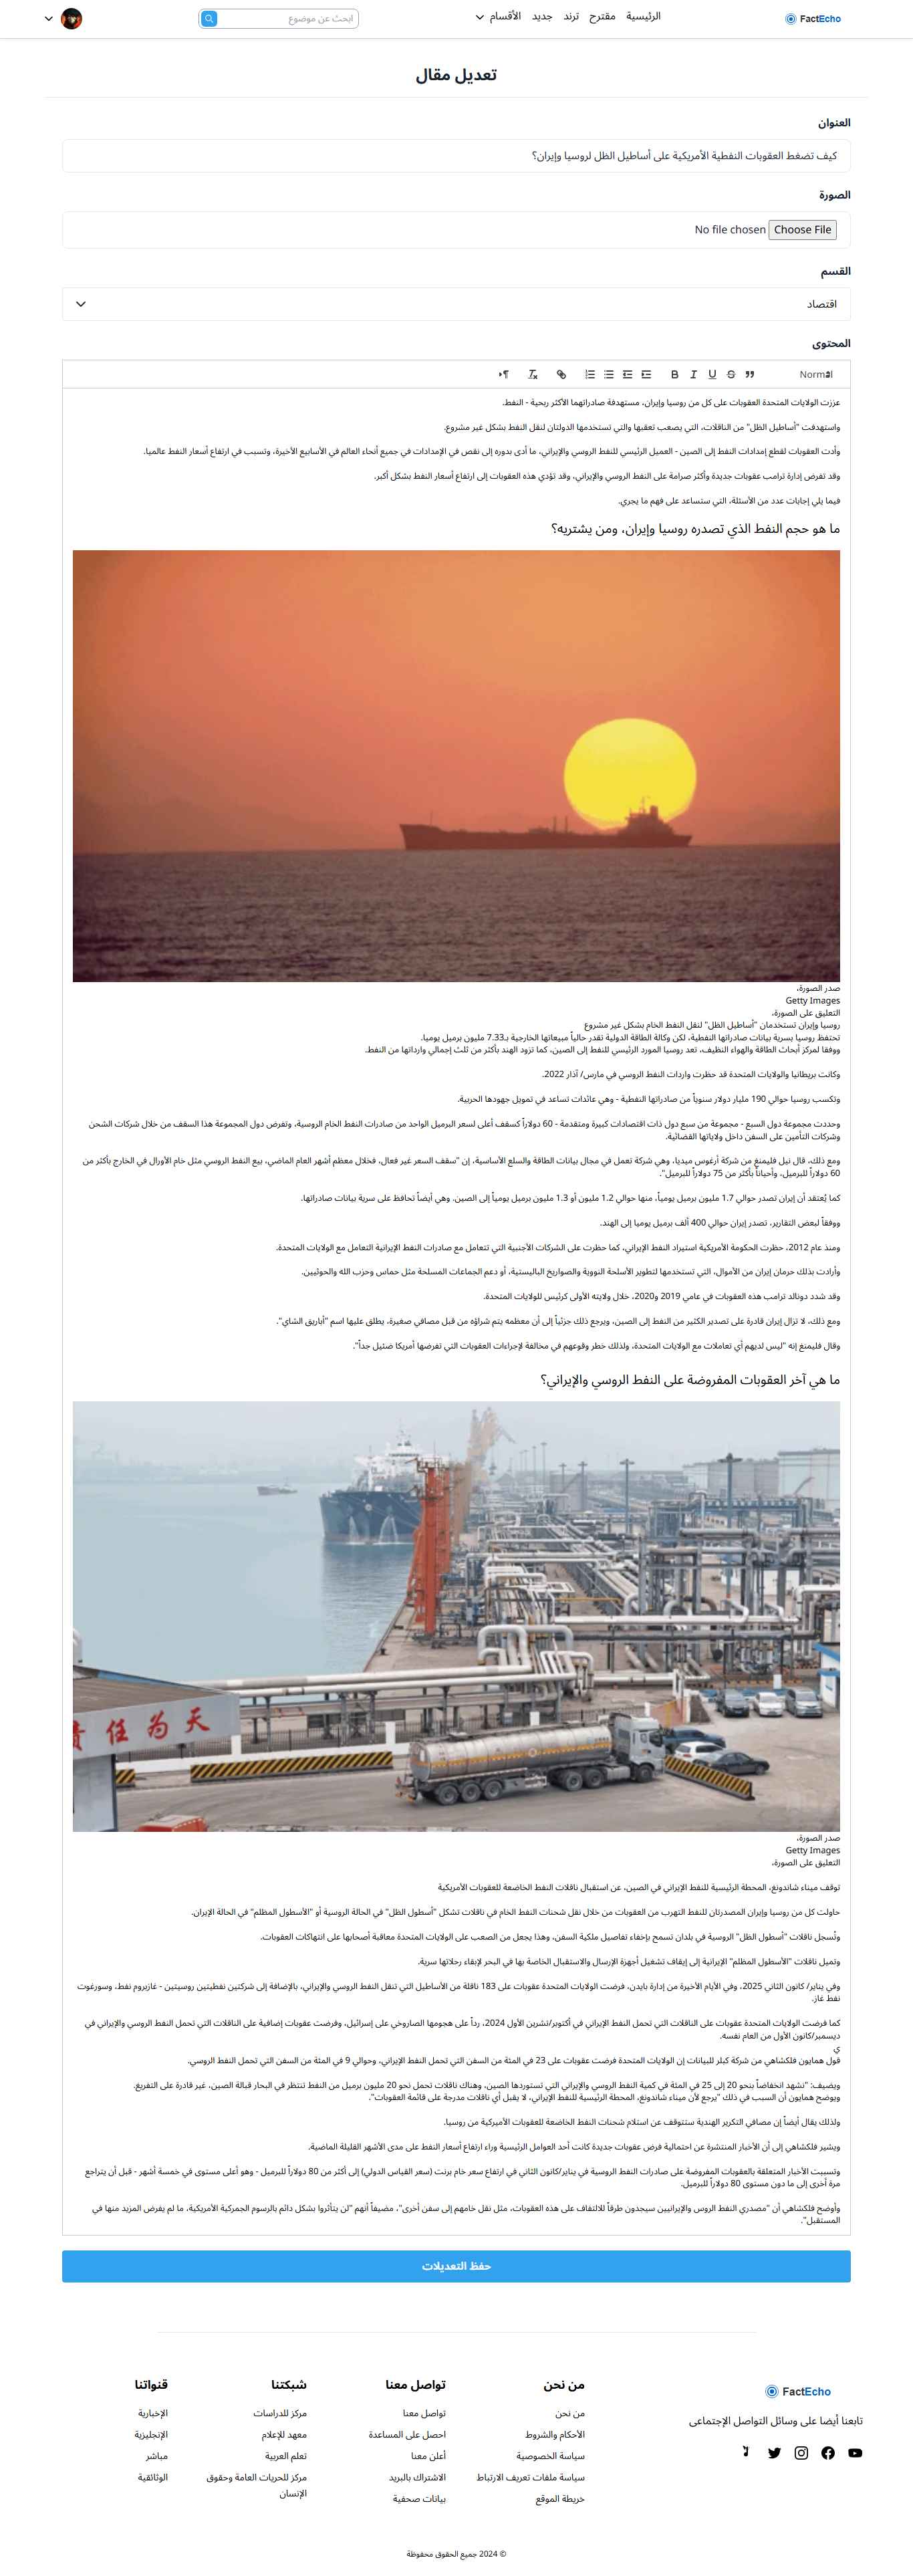 FactEcho
الرئيسية مقترح ترند جديد الأقسام
ابحث عن موضوع
تعديل مقال
العنوان
كيف تضغط العقوبات النفطية الأمريكية على أساطيل الظل لروسيا وإيران؟
الصورة
Choose File No file chosen
القسم
اقتصاد
المحتوى
Normal
عززت الولايات المتحدة العقوبات على كل من روسيا وإيران، مستهدفة صادراتهما الأكثر ربحية - النفط.
واستهدفت "أساطيل الظل" من الناقلات، التي يصعب تعقبها والتي تستخدمها الدولتان لنقل النفط بشكل غير مشروع.
وأدت العقوبات لقطع إمدادات النفط إلى الصين - العميل الرئيسي للنفط الروسي والإيراني، ما أدى بدوره إلى نقص في الإمدادات في جميع أنحاء العالم في الأسابيع الأخيرة، وتسبب في ارتفاع أسعار النفط عالميا.
وقد تفرض إدارة ترامب عقوبات جديدة وأكثر صرامة على النفط الروسي والإيراني، وقد تؤدي هذه العقوبات إلى ارتفاع أسعار النفط بشكل أكبر.
فيما يلي إجابات عدد من الأسئلة، التي ستساعد على فهم ما يجري.
ما هو حجم النفط الذي تصدره روسيا وإيران، ومن يشتريه؟
صدر الصورة،
Getty Images
التعليق على الصورة،
روسيا وإيران تستخدمان "أساطيل الظل" لنقل النفط الخام بشكل غير مشروع
تحتفظ روسيا بسرية بيانات صادراتها النفطية، لكن وكالة الطاقة الدولية تقدر حالياً مبيعاتها الخارجية بـ7.33 مليون برميل يوميا.
ووفقا لمركز أبحاث الطاقة والهواء النظيف، تعد روسيا المورد الرئيسي للنفط إلى الصين، كما تزود الهند بأكثر من ثلث إجمالي وارداتها من النفط.
وكانت بريطانيا والولايات المتحدة قد حظرت واردات النفط الروسي في مارس/ آذار 2022.
وتكسب روسيا حوالي 190 مليار دولار سنوياً من صادراتها النفطية - وهي عائدات تساعد في تمويل جهودها الحربية.
وحددت مجموعة دول السبع - مجموعة من سبع دول ذات اقتصادات كبيرة ومتقدمة - 60 دولاراً كسقف أعلى لسعر البرميل الواحد من صادرات النفط الخام الروسية، وتفرض دول المجموعة هذا السقف من خلال شركات الشحن
وشركات التأمين على السفن داخل ولاياتها القضائية.
ومع ذلك، قال نيل فليمنغ من شركة أرغوس ميديا، وهي شركة تعمل في مجال بيانات الطاقة والسلع الأساسية، إن "سقف السعر غير فعال، فخلال معظم أشهر العام الماضي، بيع النفط الروسي مثل خام الأورال في الخارج بأكثر من
60 دولاراً للبرميل، وأحياناً بأكثر من 75 دولاراً للبرميل".
كما يُعتقد أن إيران تصدر حوالي 1.7 مليون برميل يومياً، منها حوالي 1.2 مليون أو 1.3 مليون برميل يومياً إلى الصين. وهي أيضاً تحافظ على سرية بيانات صادراتها.
ووفقاً لبعض التقارير، تصدر إيران حوالي 400 ألف برميل يوميا إلى الهند.
ومنذ عام 2012، حظرت الحكومة الأمريكية استيراد النفط الإيراني، كما حظرت على الشركات الأجنبية التي تتعامل مع صادرات النفط الإيرانية التعامل مع الولايات المتحدة.
وأرادت بذلك حرمان إيران من الأموال، التي تستخدمها لتطوير الأسلحة النووية والصواريخ الباليستية، أو دعم الجماعات المسلحة مثل حماس وحزب الله والحوثيين.
وقد شدد دونالد ترامب هذه العقوبات في عامي 2019 و2020، خلال ولايته الأولى كرئيس للولايات المتحدة.
ومع ذلك، لا تزال إيران قادرة على تصدير الكثير من النفط إلى الصين، ويرجع ذلك جزئياً إلى أن معظمه يتم شراؤه من قبل مصافي صغيرة، يطلق عليها اسم "أباريق الشاي".
وقال فليمنغ إنه "ليس لديهم أي تعاملات مع الولايات المتحدة، ولذلك خطر وقوعهم في مخالفة لإجراءات العقوبات التي تفرضها أمريكا ضئيل جداً".
ما هي آخر العقوبات المفروضة على النفط الروسي والإيراني؟
責任为天
صدر الصورة،
Getty Images
التعليق على الصورة،
توقف ميناء شاندونغ، المحطة الرئيسية للنفط الإيراني في الصين، عن استقبال ناقلات النفط الخاضعة للعقوبات الأمريكية
حاولت كل من روسيا وإيران المصدرتان للنفط التهرب من العقوبات من خلال نقل شحنات النفط الخام في ناقلات تشكل "أسطول الظل" في الحالة الروسية أو "الأسطول المظلم" في الحالة الإيران.
وتُسجل ناقلات "أسطول الظل" الروسية في بلدان تسمح بإخفاء تفاصيل ملكية السفن، وهذا يجعل من الصعب على الولايات المتحدة معاقبة أصحابها على انتهاكات العقوبات.
وتميل ناقلات "الأسطول المظلم" الإيرانية إلى إيقاف تشغيل أجهزة الإرسال والاستقبال الخاصة بها في البحر لإبقاء رحلاتها سرية.
وفي يناير/ كانون الثاني 2025، وفي الأيام الأخيرة من إدارة بايدن، فرضت الولايات المتحدة عقوبات على 183 ناقلة من الأساطيل التي تنقل النفط الروسي والإيراني، بالإضافة إلى شركتين نفطيتين روسيتين - غازبروم نفط، وسورغوت
نفط غاز.
كما فرضت الولايات المتحدة عقوبات على الناقلات التي تحمل النفط الإيراني في أكتوبر/تشرين الأول 2024، رداً على هجومها الصاروخي على إسرائيل، وفرضت عقوبات إضافية على الناقلات التي تحمل النفط الروسي والإيراني في
ديسمبر/كانون الأول من العام نفسه.
ي
قول همايون فلكشاهي من شركة كبلر للبيانات إن الولايات المتحدة فرضت عقوبات على 23 في المئة من السفن التي تحمل النفط الإيراني، وحوالي 9 في المئة من السفن التي تحمل النفط الروسي.
ويضيف: "نشهد انخفاضاً بنحو 20 إلى 25 في المئة في كمية النفط الروسي والإيراني التي تستوردها الصين، وهناك ناقلات تحمل نحو 20 مليون برميل من النفط تنتظر في البحار قبالة الصين، غير قادرة على التفريغ.
ويوضح همايون أن السبب في ذلك "يرجع لأن ميناء شاندونغ، المحطة الرئيسية للنفط الإيراني، لا يقبل أي ناقلات مدرجة على قائمة العقوبات".
ولذلك يقال أيضاً إن مصافي التكرير الهندية ستتوقف عن استلام شحنات النفط الخاضعة للعقوبات الأميركية من روسيا.
ويشير فلكشاهي إلى أن الأخبار المنتشرة عن احتمالية فرض عقوبات جديدة كانت أحد العوامل الرئيسية وراء ارتفاع أسعار النفط على مدى الأشهر القليلة الماضية.
وتسببت الأخبار المتعلقة بالعقوبات المفروضة على صادرات النفط الروسية في يناير/كانون الثاني في ارتفاع سعر خام برنت (سعر القياس الدولي) إلى أكثر من 80 دولاراً للبرميل - وهو أعلى مستوى في خمسة أشهر - قبل أن يتراجع
مرة أخرى إلى ما دون مستوى 80 دولاراً للبرميل.
وأوضح فلكشاهي أن "مصدري النفط الروس والإيرانيين سيجدون طرقاً للالتفاف على هذه العقوبات، مثل نقل خامهم إلى سفن أخرى"، مضيفاً أنهم "لن يتأثروا بشكل دائم بالرسوم الجمركية الأمريكية، ما لم يفرض المزيد منها في
المستقبل".
حفظ التعديلات
FactEcho
تابعنا أيضا على وسائل التواصل الإجتماعى
من نحن
من نحن
الأحكام والشروط
سياسة الخصوصية
سياسة ملفات تعريف الارتباط
خريطة الموقع
تواصل معنا
تواصل معنا
احصل على المساعدة
أعلن معنا
الاشتراك بالبريد
بيانات صحفية
شبكتنا
مركز للدراسات
معهد للإعلام
تعلم العربية
مركز للحريات العامة وحقوق
الإنسان
قنواتنا
الإخبارية
الإنجليزية
مباشر
الوثائقية
© 2024 جميع الحقوق محفوظة